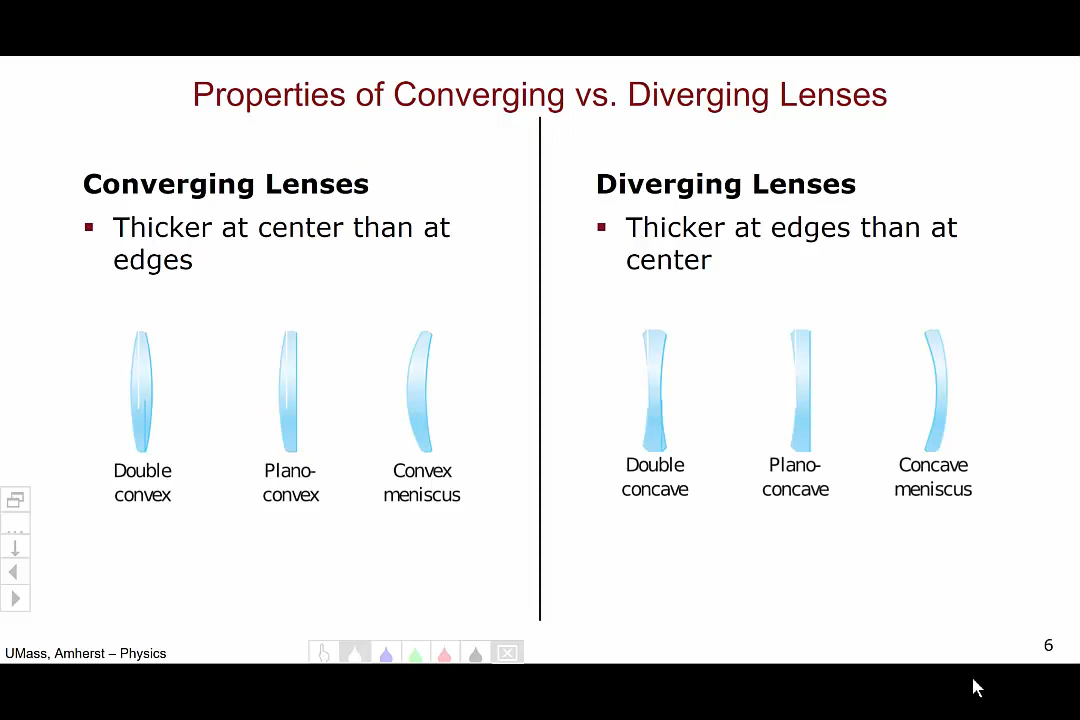 Properties of Converging vs. Diverging Lenses
Converging Lenses
▪ Thicker at center than at
edges
Double
convex
Plano-
convex
Convex
meniscus
Diverging Lenses
▪ Thicker at edges than at
center
Double
concave
Plano-
concave
Concave
meniscus
UMass, Amherst – Physics
6